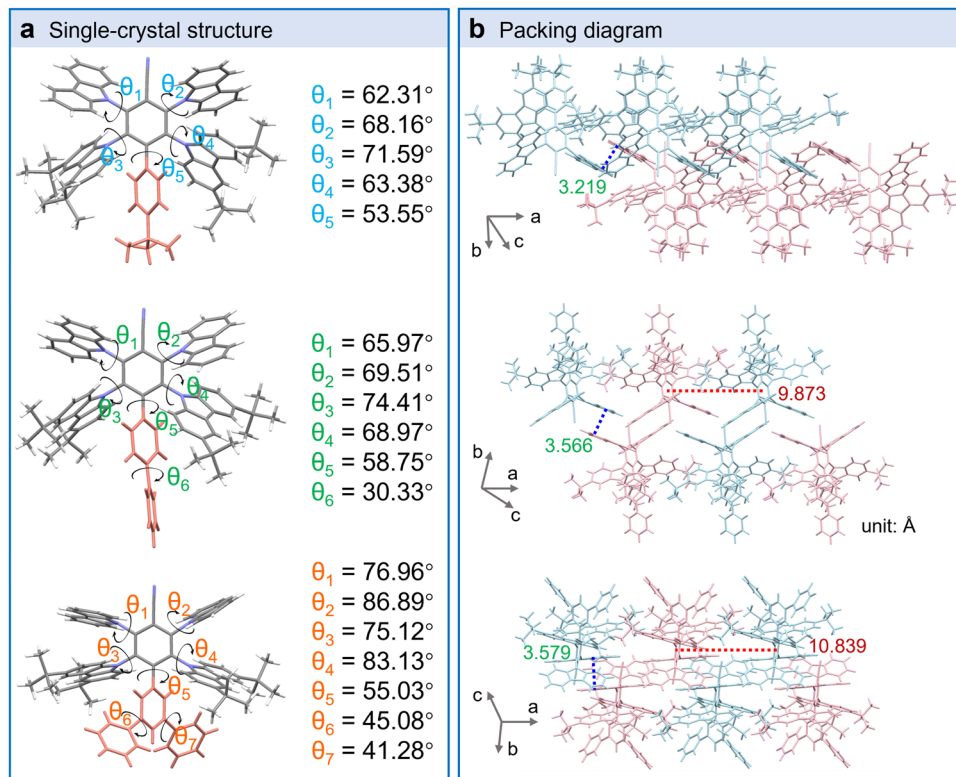 a Single-crystal structure
θ1 θ2
θ3 θ4
θ5
θ1 = 62.31°
θ2 = 68.16°
θ3 = 71.59°
θ4 = 63.38°
θ5 = 53.55°
θ1 θ2
θ3 θ4
θ5
θ6
θ1 = 65.97°
θ2 = 69.51°
θ3 = 74.41°
θ4 = 68.97°
θ5 = 58.75°
θ6 = 30.33°
θ1 θ2
θ3 θ4
θ5
θ6 θ7
θ1 = 76.96°
θ2 = 86.89°
θ3 = 75.12°
θ4 = 83.13°
θ5 = 55.03°
θ6 = 45.08°
θ7 = 41.28°
b Packing diagram
3.219
a
b c
9.873
3.566
b
a
c
unit: Å
3.579 10.839
c
a
b